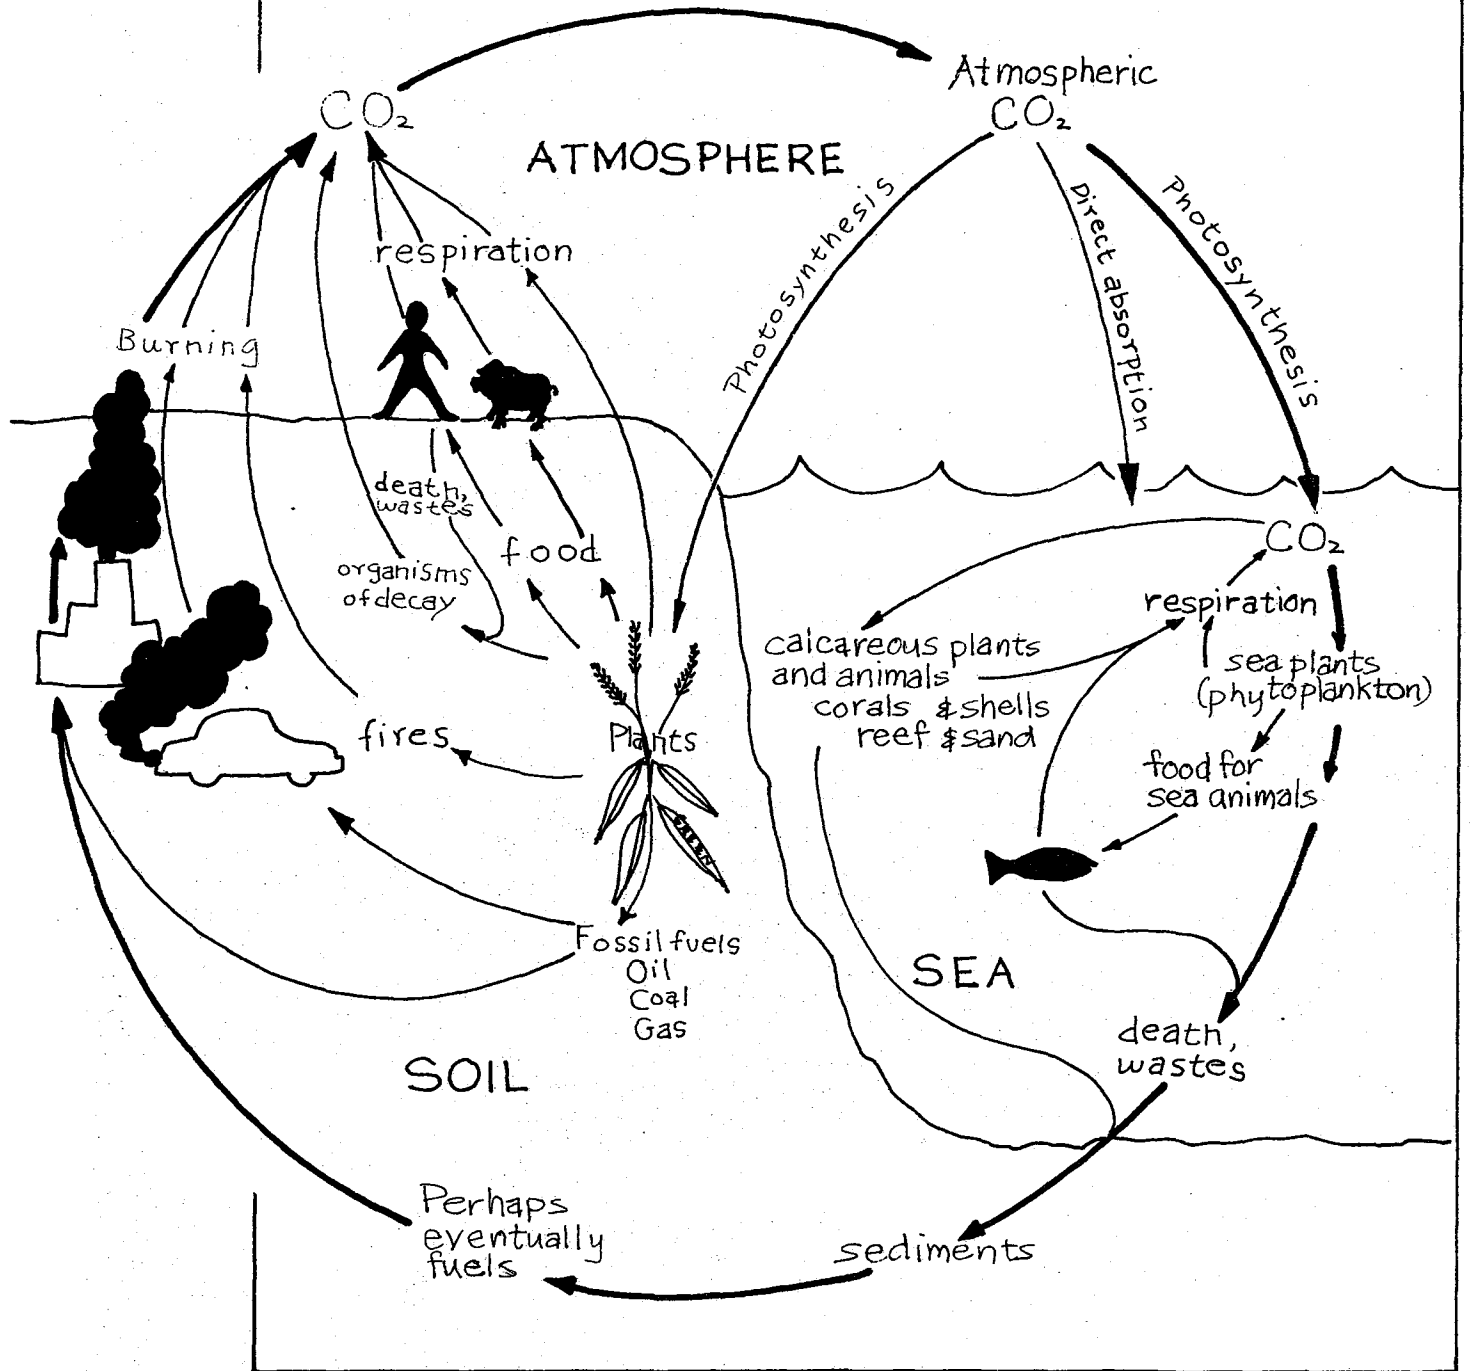 Atmospheric
CO₂
CO₂
ATMOSPHERE
Photosynthesis
Direct absorption
Photosynthesis
respiration
Burning
death,
wastes
food
organisms
of decay
CO₂
respiration
calcareous plants
and animals
corals & shells
reef & sand
sea plants
(phytoplankton)
fires
Plants
food for
sea animals
GREEN
Fossil fuels
Oil
Coal
Gas
SEA
death,
wastes
SOIL
Perhaps
eventually
fuels
sediments